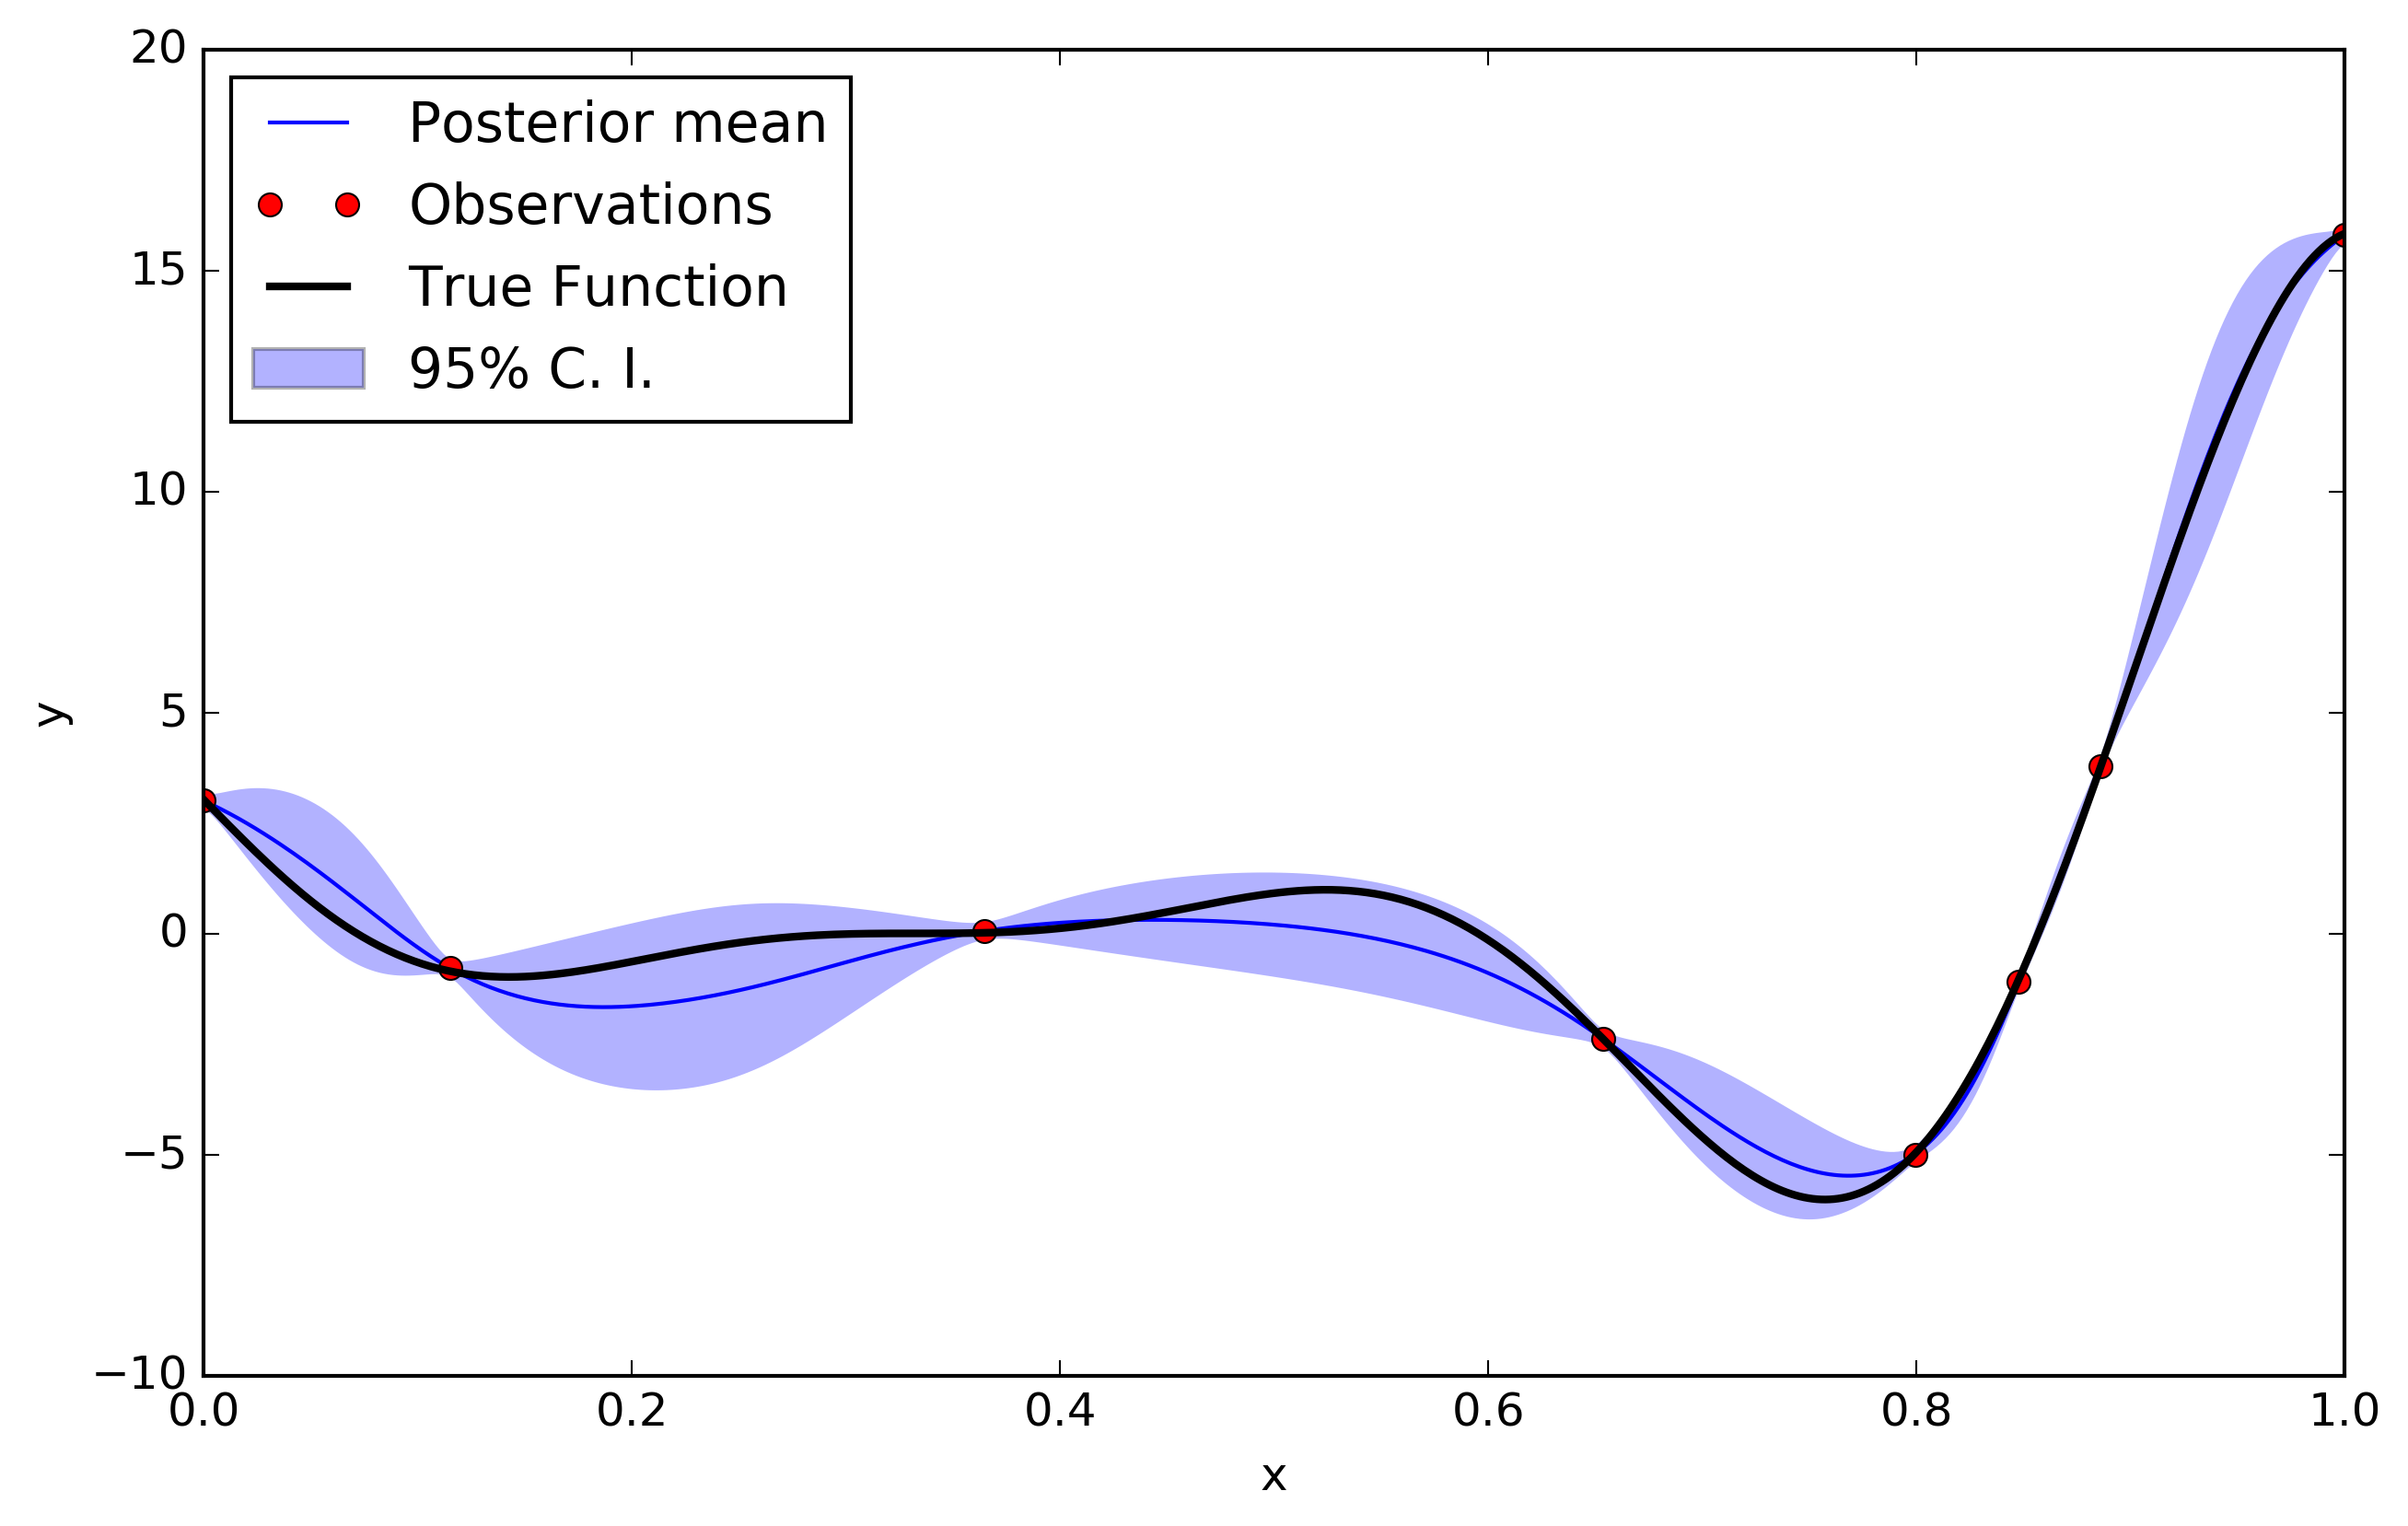 Posterior mean
Observations
True Function
95% C. I.
20
15
10
5
0
−5
−10
y
0.0 0.2 0.4 0.6 0.8 1.0
x